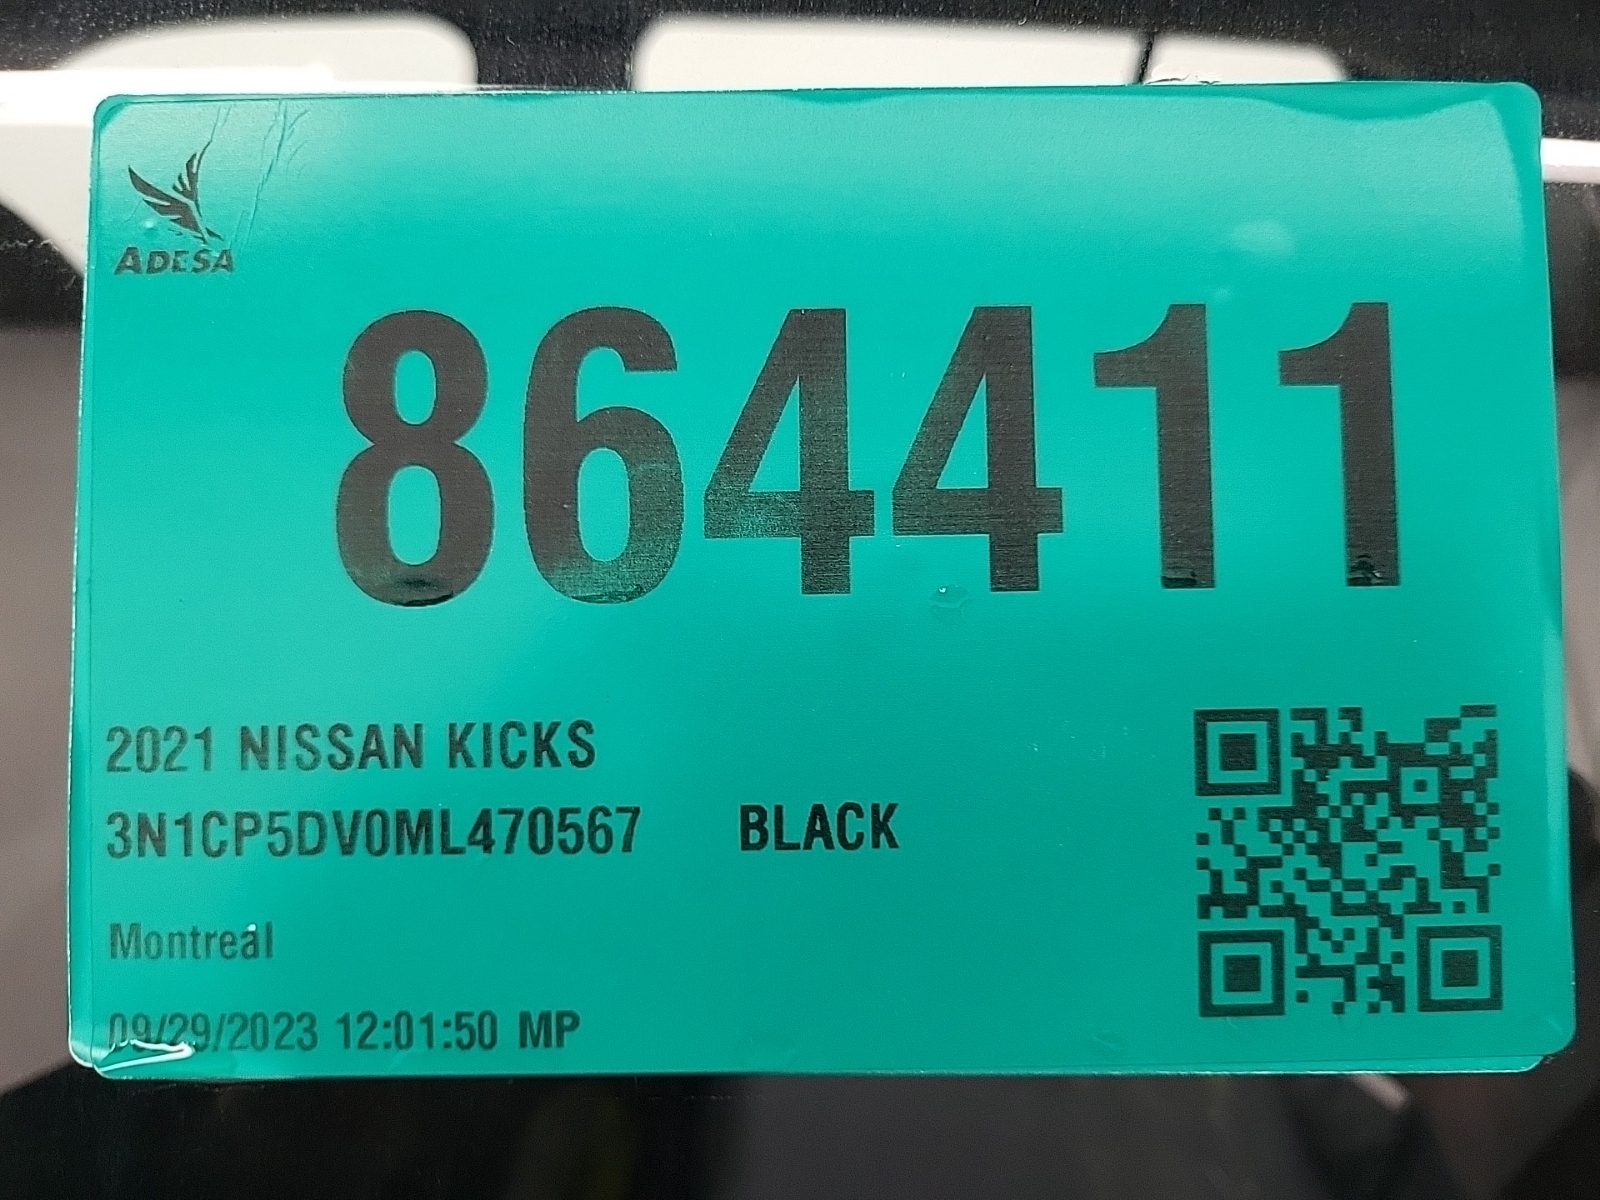 ADESA
864411
2021 NISSAN KICKS
3N1CP5DV0ML470567 BLACK
Montreal
09/29/2023 12:01:50 MP